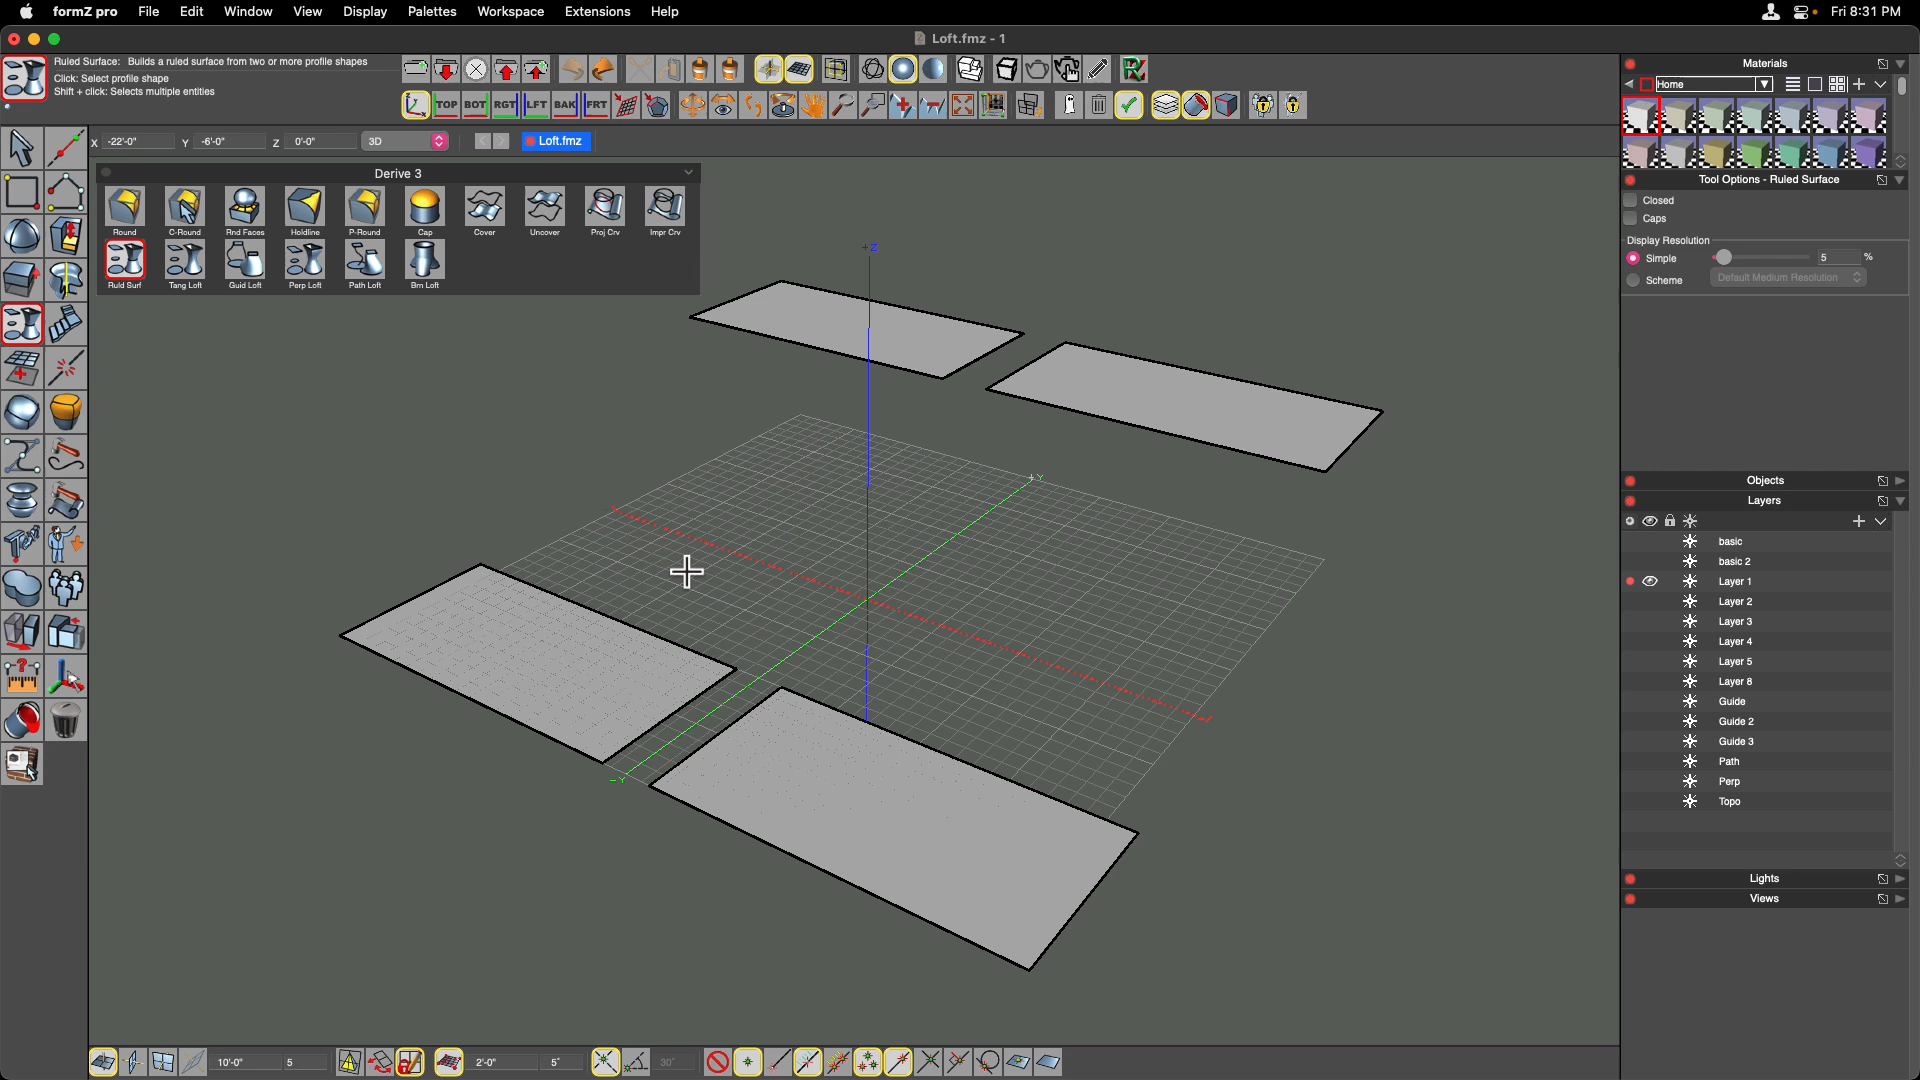 formZ pro File Edit Window View Display Palettes Workspace Extensions Help Fri 8:31 PM
Loft.fmz - 1
Ruled Surface: Builds a ruled surface from two or more profile shapes
Click: Select profile shape
Shift + click: Selects multiple entities
TOP BOT RGT LFT BAK FRT
X -22'-0" Y -6'-0" Z 0'-0" 3D Loft.fmz
Derive 3
Round C-Round Rnd Faces Holdline P-Round Cap Cover Uncover Proj Crv Impr Crv
Ruld Surf Tang Loft Guid Loft Perp Loft Path Loft Brn Loft
+Z
+Y
-Y
Materials
Home
Tool Options - Ruled Surface
Closed
Caps
Display Resolution
Simple 5 %
Scheme Default Medium Resolution
Objects
Layers
basic
basic 2
Layer 1
Layer 2
Layer 3
Layer 4
Layer 5
Layer 8
Guide
Guide 2
Guide 3
Path
Perp
Topo
Lights
Views
10'-0" 5 2'-0" 5" 30°